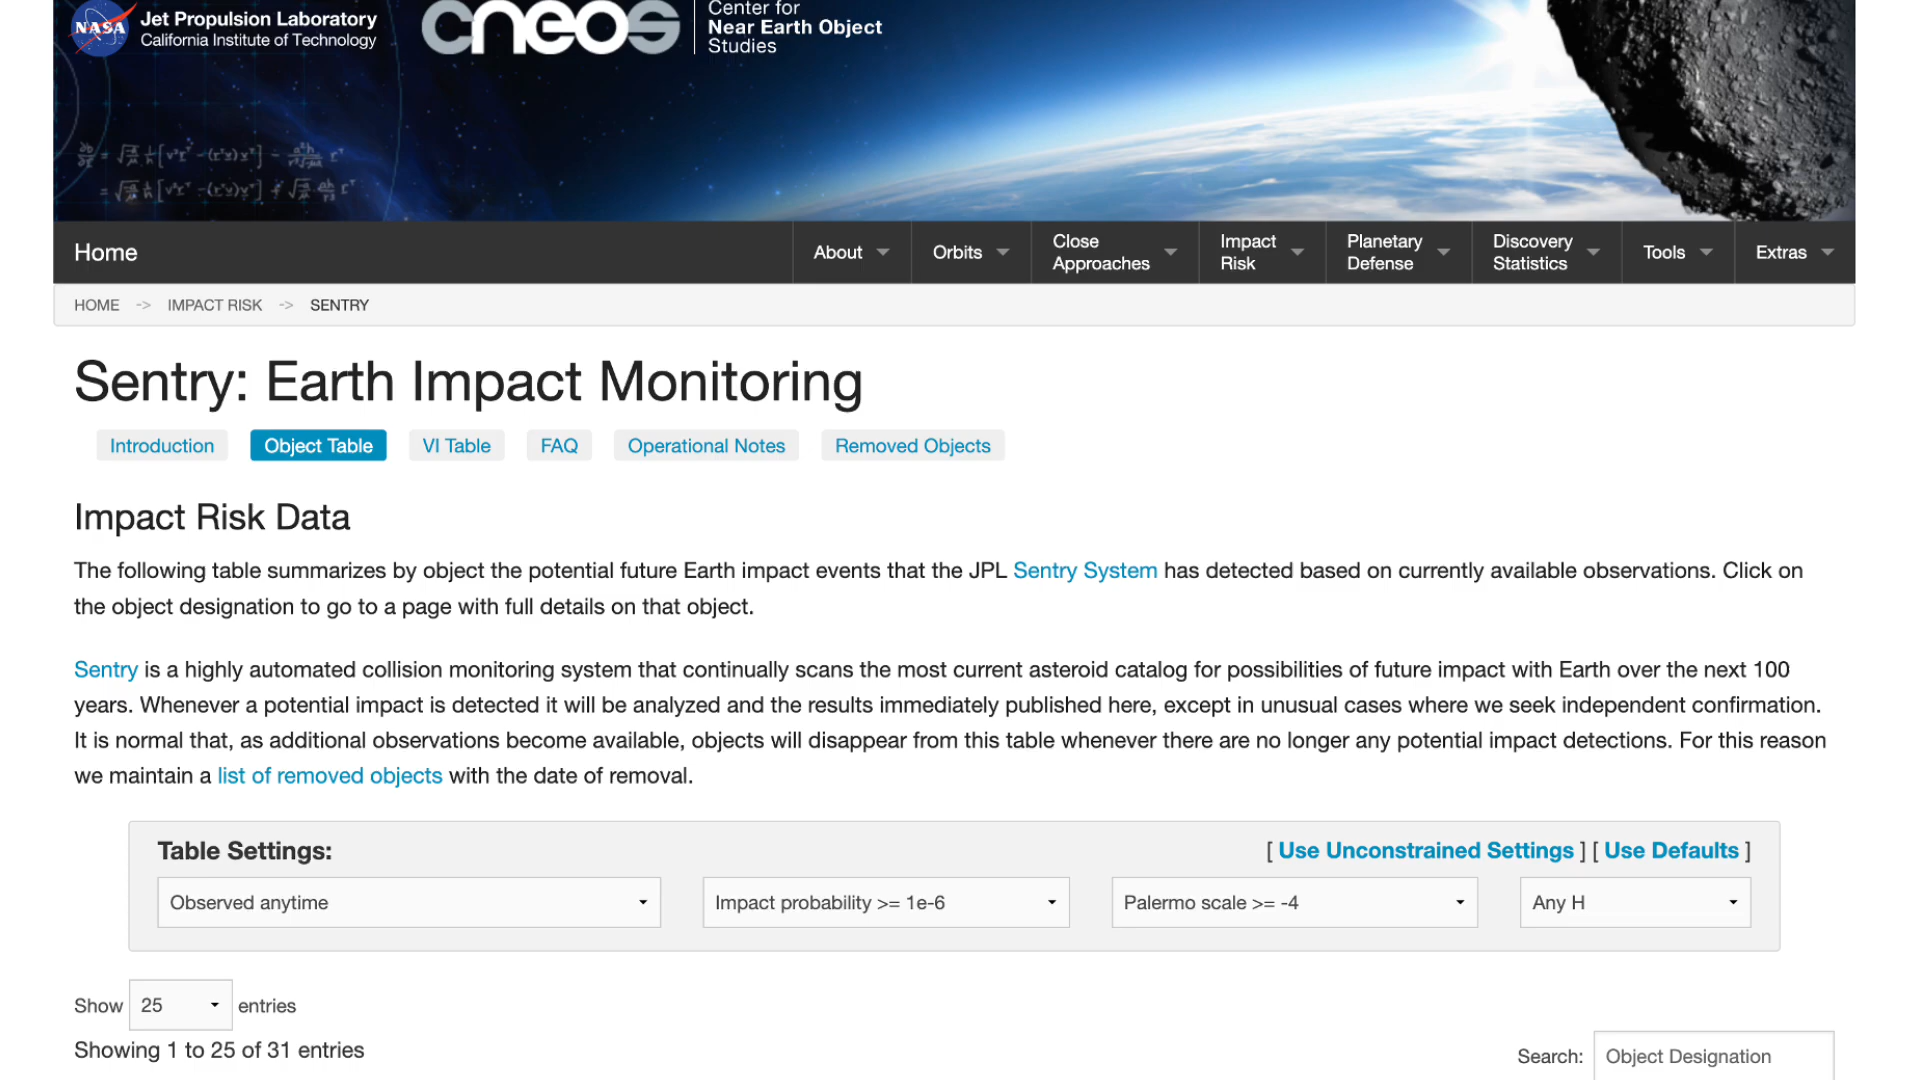 NASA
Jet Propulsion Laboratory
California Institute of Technology
cneos
Center for
Near Earth Object
Studies
Home
About
Orbits
Close Approaches
Impact Risk
Planetary Defense
Discovery Statistics
Tools
Extras
HOME -> IMPACT RISK -> SENTRY
Sentry: Earth Impact Monitoring
Introduction Object Table VI Table FAQ Operational Notes Removed Objects
Impact Risk Data
The following table summarizes by object the potential future Earth impact events that the JPL Sentry System has detected based on currently available observations. Click on
the object designation to go to a page with full details on that object.
Sentry is a highly automated collision monitoring system that continually scans the most current asteroid catalog for possibilities of future impact with Earth over the next 100
years. Whenever a potential impact is detected it will be analyzed and the results immediately published here, except in unusual cases where we seek independent confirmation.
It is normal that, as additional observations become available, objects will disappear from this table whenever there are no longer any potential impact detections. For this reason
we maintain a list of removed objects with the date of removal.
Table Settings: [ Use Unconstrained Settings ] [ Use Defaults ]
Observed anytime Impact probability >= 1e-6 Palermo scale >= -4 Any H
Show 25 entries
Showing 1 to 25 of 31 entries
Search: Object Designation